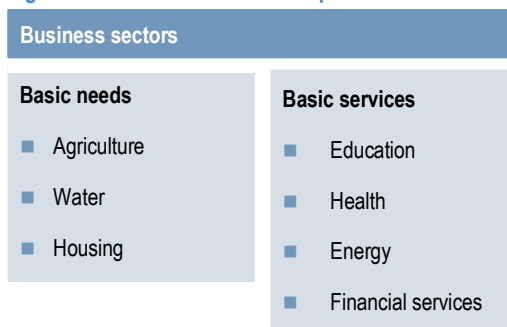 Business sectors
Basic needs
Agriculture
Water
Housing
Basic services
Education
Health
Energy
Financial services